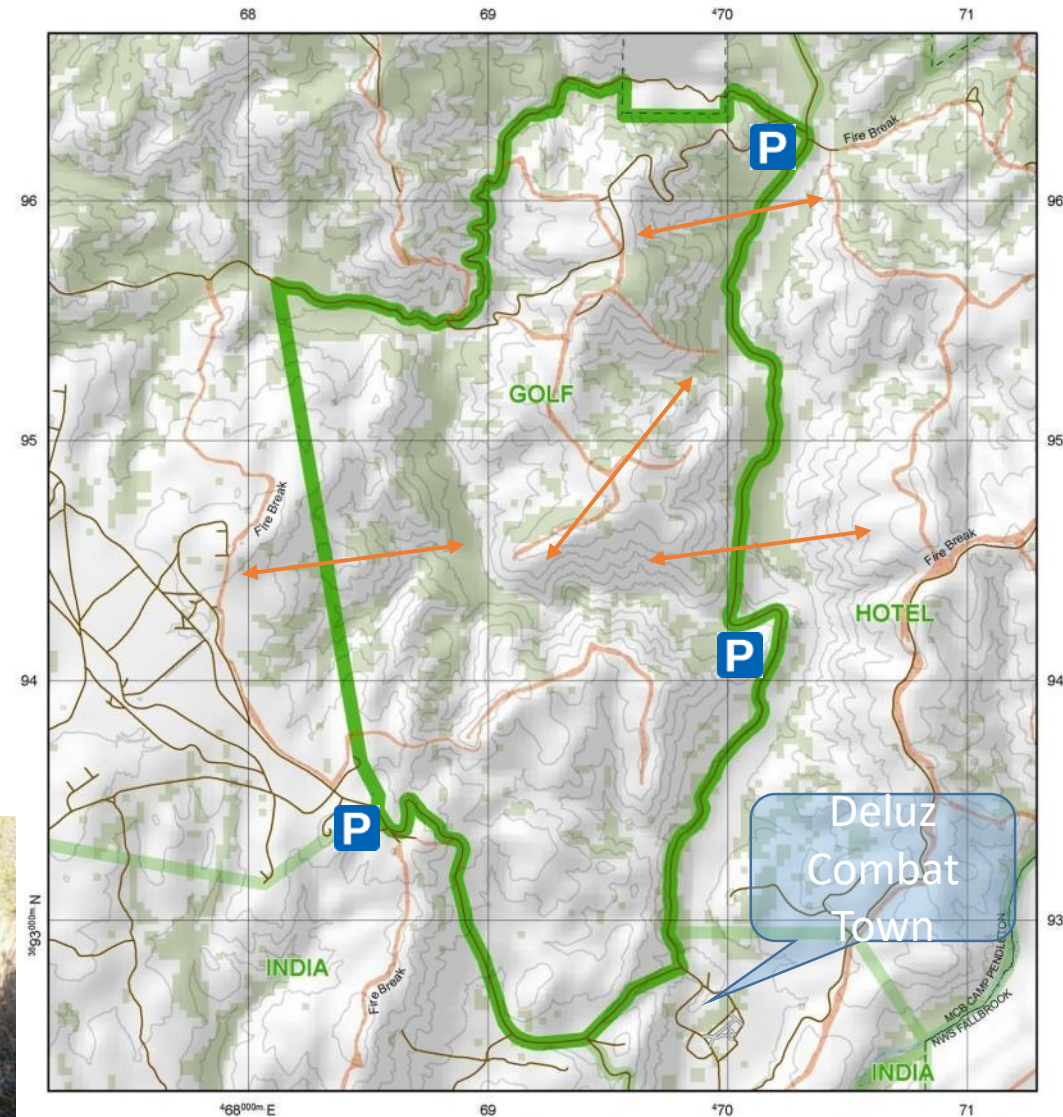 68 69 ⁴70 71
P
Fire Break
96 96
GOLF
95 95
Fire Break
Fire Break
HOTEL
P
94 94
P
Deluz
Combat
Town
³⁶93⁰⁰⁰ᵐ· N 93
INDIA
Fire Break
MCB CAMP PENDLETON
NWS FALLBROOK
INDIA
⁴68⁰⁰⁰ᵐ· E 69 ⁴70 71